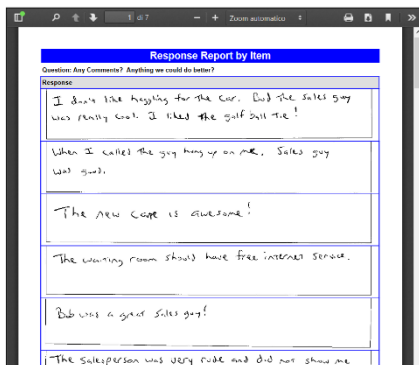 1 di 7
Zoom automatico
Response Report by Item
Question: Any Comments? Anything we could do better?
Response
I don't like haggling for the car. But the sales guy
was really cool. I liked the golf ball tie!
When I called the guy hung up on me. Sales guy
was good.
The new cafe is awesome!
The waiting room should have free internet service.
Bob was a great sales guy!
The salesperson was very rude and did not show me